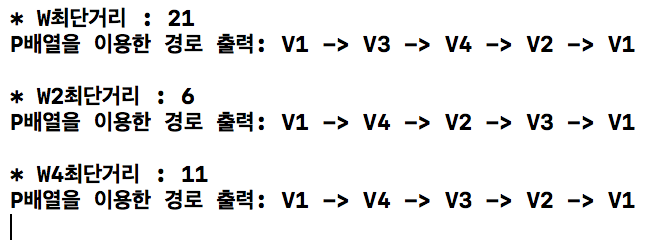 * W최단거리 : 21
P배열을 이용한 경로 출력: V1 -> V3 -> V4 -> V2 -> V1
* W2최단거리 : 6
P배열을 이용한 경로 출력: V1 -> V4 -> V2 -> V3 -> V1
* W4최단거리 : 11
P배열을 이용한 경로 출력: V1 -> V4 -> V3 -> V2 -> V1